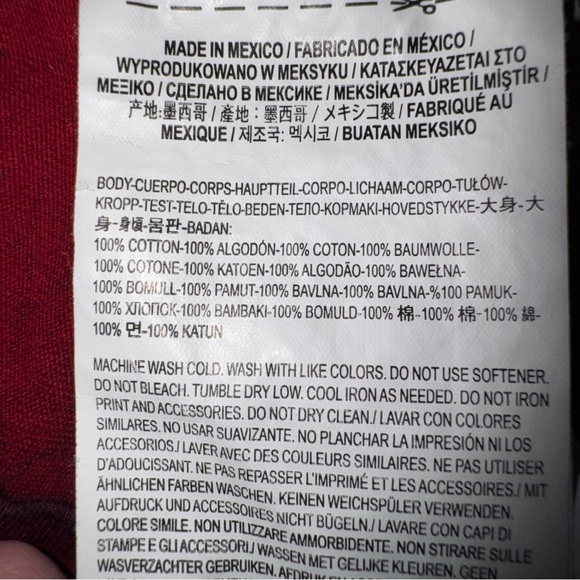 MADE IN MEXICO / FABRICADO EN MÉXICO /
WYPRODUKOWANO W MEKSYKU / ΚΑΤΑΣΚΕΥΑΖΕΤΑΙ ΣΤΟ
ΜΕΞΙΚΟ / СДЕЛАНО В МЕКСИКЕ / MEKSİKA'DA ÜRETİLMİŞTİR /
产地:墨西哥 / 產地:墨西哥 / メキシコ製 / FABRIQUÉ AU
MEXIQUE / 제조국: 멕시코 / BUATAN MEKSIKO
BODY-CUERPO-CORPS-HAUPTTEIL-CORPO-LICHAAM-CORPO-TUŁÓW-
KROPP-TEST-TELO-TĚLO-BEDEN-ТЕЛО-ΚΟΡΜΑΚΙ-HOVEDSTYKKE-大身-大
身-身頃-몸판-BADAN:
100% COTTON-100% ALGODÓN-100% COTON-100% BAUMWOLLE-
100% COTONE-100% KATOEN-100% ALGODÃO-100% BAWEŁNA-
100% BOMULL-100% PAMUT-100% BAVLNA-100% BAVLNA-%100 PAMUK-
100% ХЛОПОК-100% ΒΑΜΒΑΚΙ-100% BOMULD-100% 棉-100% 棉-100% 綿-
100% 면-100% KATUN
MACHINE WASH COLD. WASH WITH LIKE COLORS. DO NOT USE SOFTENER.
DO NOT BLEACH. TUMBLE DRY LOW. COOL IRON AS NEEDED. DO NOT IRON
PRINT AND ACCESSORIES. DO NOT DRY CLEAN./ LAVAR CON COLORES
SIMILARES. NO USAR SUAVIZANTE. NO PLANCHAR LA IMPRESIÓN NI LOS
ACCESORIOS./ LAVER AVEC DES COULEURS SIMILAIRES. NE PAS UTILISER
D'ADOUCISSANT. NE PAS REPASSER L'IMPRIMÉ ET LES ACCESSOIRES./ MIT
ÄHNLICHEN FARBEN WASCHEN. KEINEN WEICHSPÜLER VERWENDEN.
AUFDRUCK UND ACCESSOIRES NICHT BÜGELN./ LAVARE CON CAPI DI
COLORE SIMILE. NON UTILIZZARE AMMORBIDENTE. NON STIRARE SULLE
STAMPE E GLI ACCESSORI./ WASSEN MET GELIJKE KLEUREN. GEEN
WASVERZACHTER GEBRUIKEN. AFDRUK EN